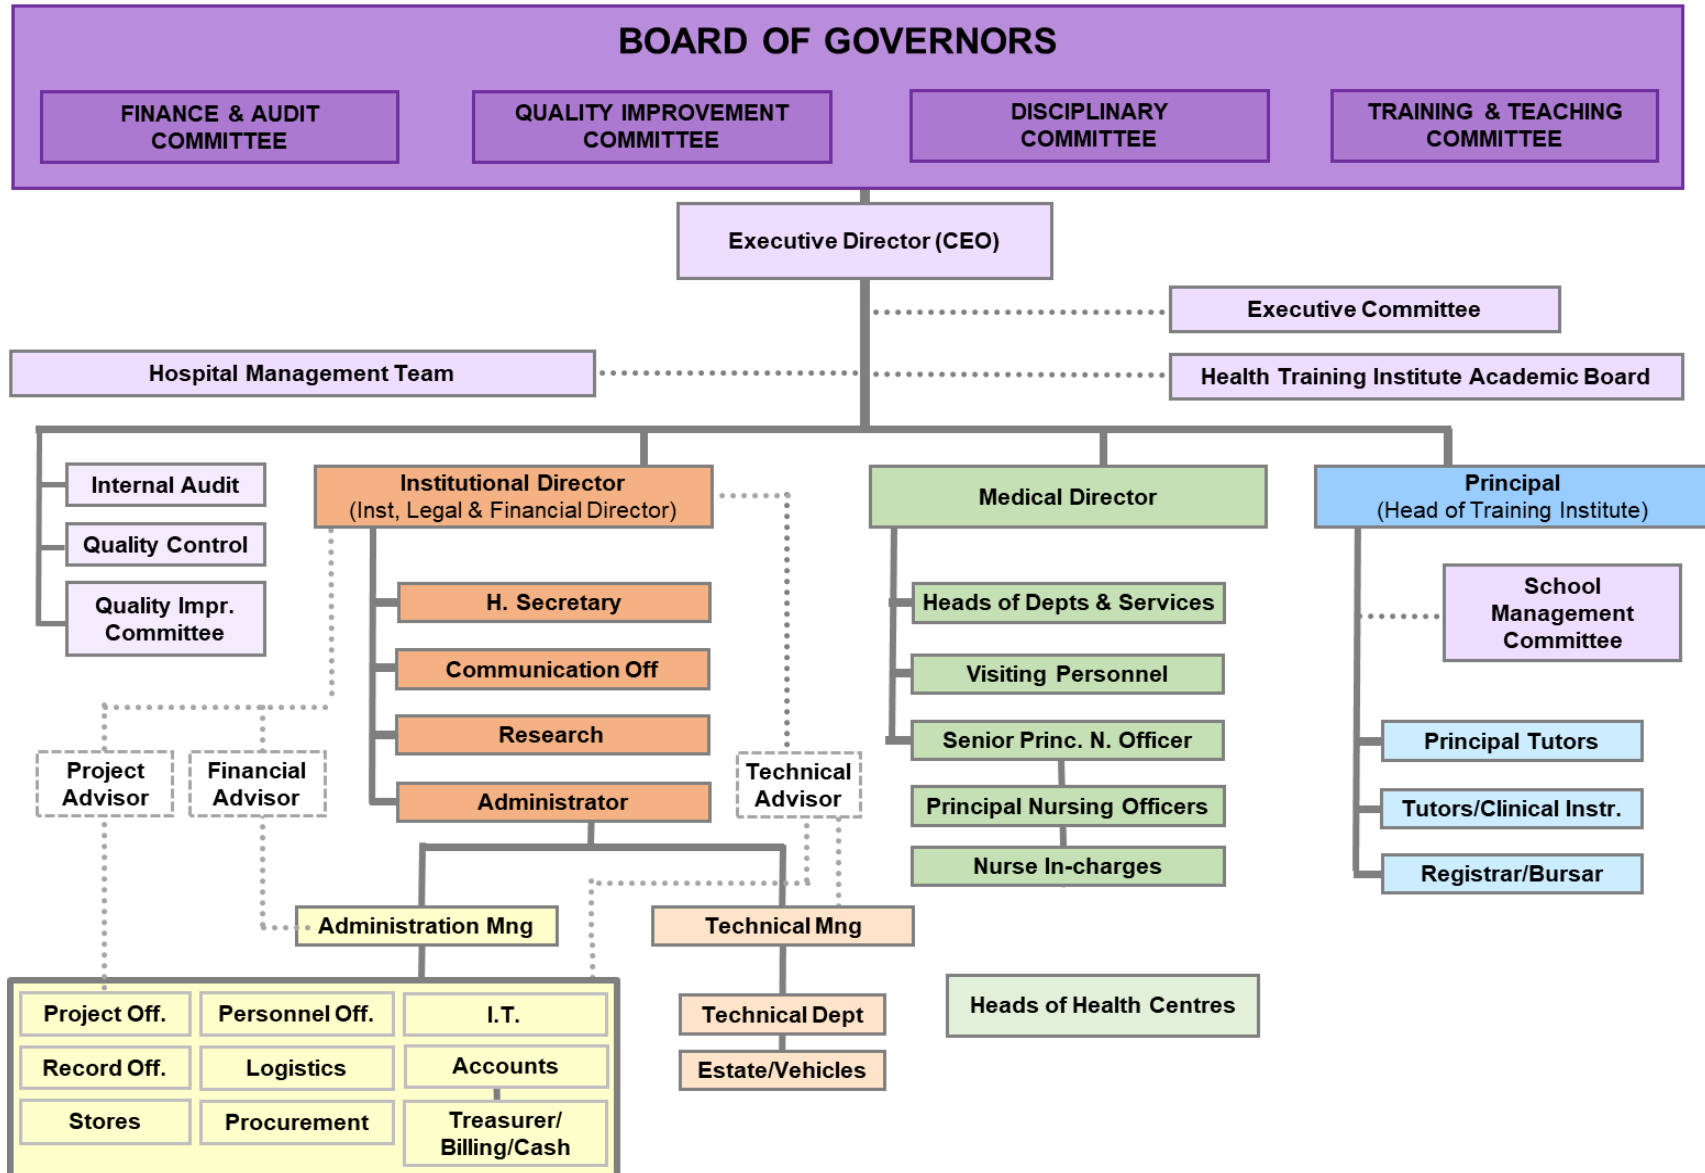 BOARD OF GOVERNORS
FINANCE & AUDIT
COMMITTEE
QUALITY IMPROVEMENT
COMMITTEE
DISCIPLINARY
COMMITTEE
TRAINING & TEACHING
COMMITTEE
Executive Director (CEO)
Executive Committee
Hospital Management Team
Health Training Institute Academic Board
Internal Audit
Quality Control
Quality Impr.
Committee
Institutional Director
(Inst, Legal & Financial Director)
H. Secretary
Communication Off
Research
Administrator
Project
Advisor
Financial
Advisor
Technical
Advisor
Medical Director
Heads of Depts & Services
Visiting Personnel
Senior Princ. N. Officer
Principal Nursing Officers
Nurse In-charges
Principal
(Head of Training Institute)
School
Management
Committee
Principal Tutors
Tutors/Clinical Instr.
Registrar/Bursar
Administration Mng
Technical Mng
Project Off.
Personnel Off.
I.T.
Record Off.
Logistics
Accounts
Stores
Procurement
Treasurer/
Billing/Cash
Technical Dept
Estate/Vehicles
Heads of Health Centres